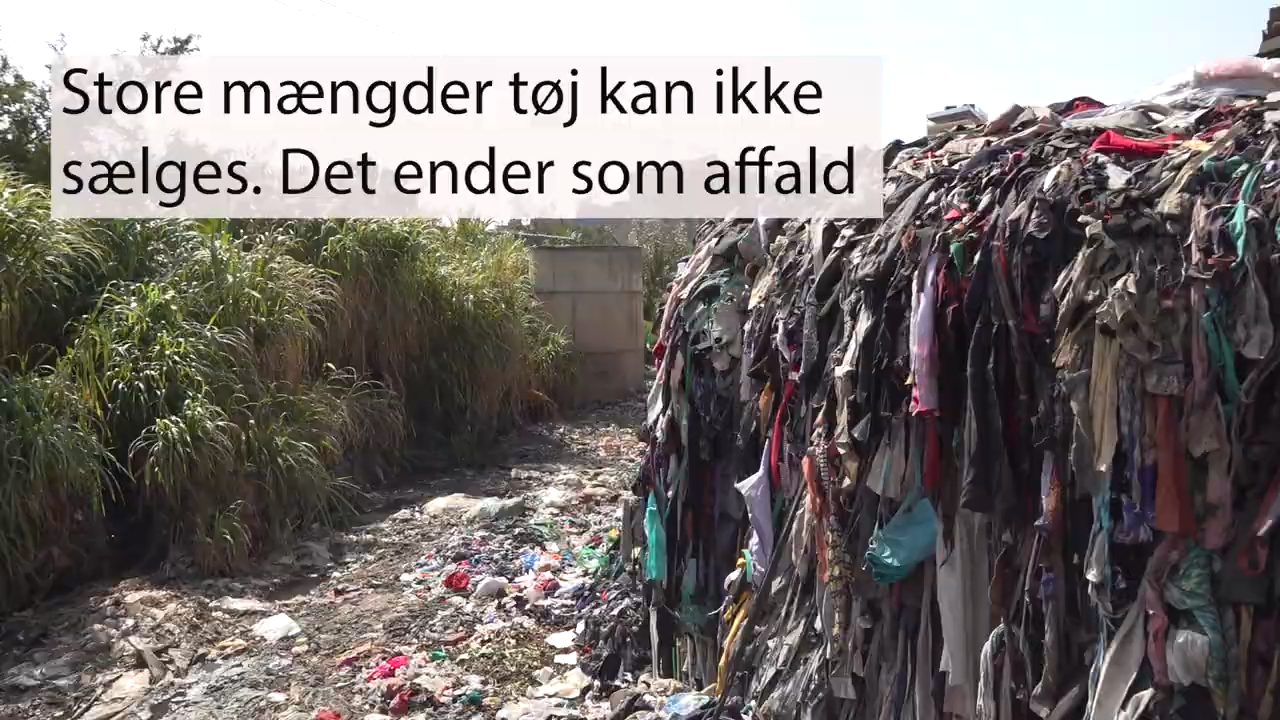 Store mængder tøj kan ikke
sælges. Det ender som affald